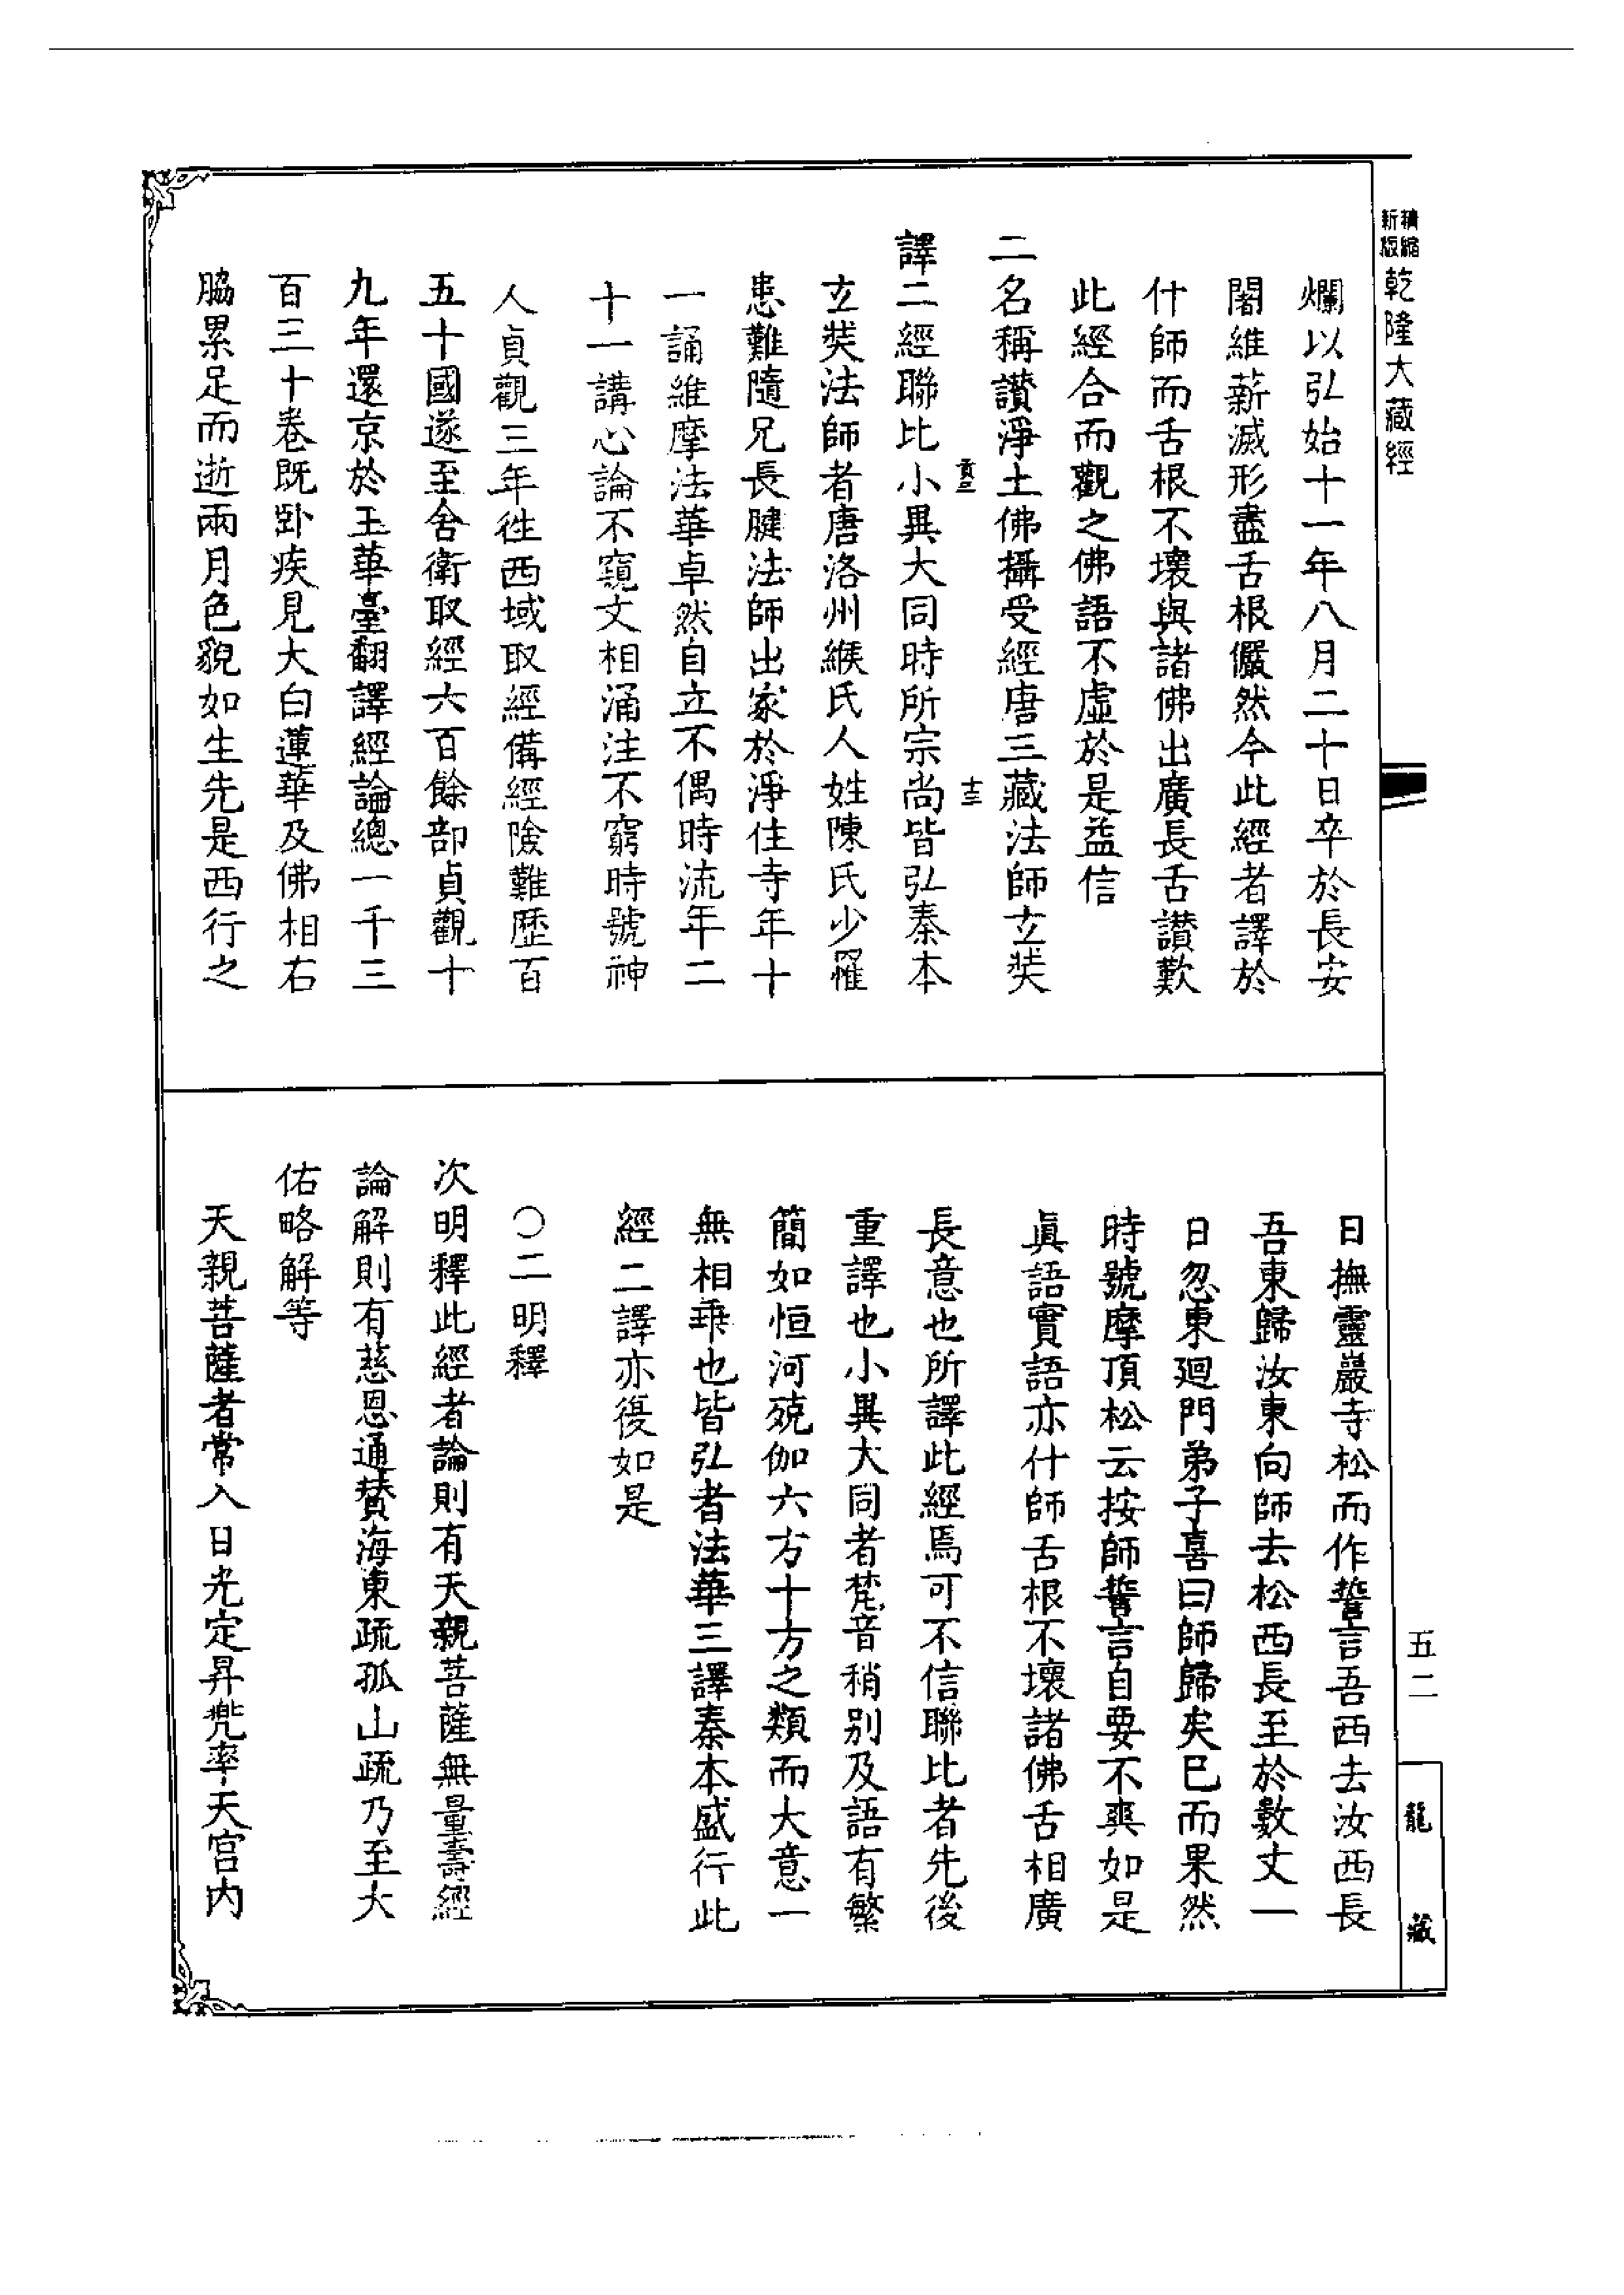 精縮
新版
乾隆大藏經
爛以弘始十一年八月二十日卒於長安
闍維薪滅形盡舌根儼然今此經者譯於
什師而舌根不壞與諸佛出廣長舌讚歎
此經合而觀之佛語不虛於是益信
二名稱讚淨土佛攝受經唐三藏法師玄奘
譯二經聯比小異大同時所宗尚皆弘秦本
貢三
十三
玄奘法師者唐洛州緱氏人姓陳氏少罹
患難隨兄長腱法師出家於淨住寺年十
一誦維摩法華卓然自立不偶時流年二
十一講心論不窺文相涌注不窮時號神
人貞觀三年徃西域取經備經險難歷百
五十國遂至舍衛取經六百餘部貞觀十
九年還京於玉華臺翻譯經論總一千三
百三十卷既卧疾見大白蓮華及佛相右
脇累足而逝兩月色貌如生先是西行之
日撫靈巖寺松而作誓言吾西去汝西長
吾東歸汝東向師去松西長至於數丈一
日忽東廻門弟子喜曰師歸矣已而果然
時號摩頂松云按師誓言自要不爽如是
眞語實語亦什師舌根不壞諸佛舌相廣
長意也所譯此經焉可不信聯比者先後
重譯也小異大同者梵音稍別及語有繁
簡如恒河殑伽六方十方之類而大意一
無相乖也皆弘者法華三譯秦本盛行此
經二譯亦復如是
○二明釋
次明釋此經者論則有天親菩薩無量壽經
論解則有慈恩通賛海東疏孤山疏乃至大
佑略解等
天親菩薩者常入日光定昇兜率天宮內
五二
龍藏